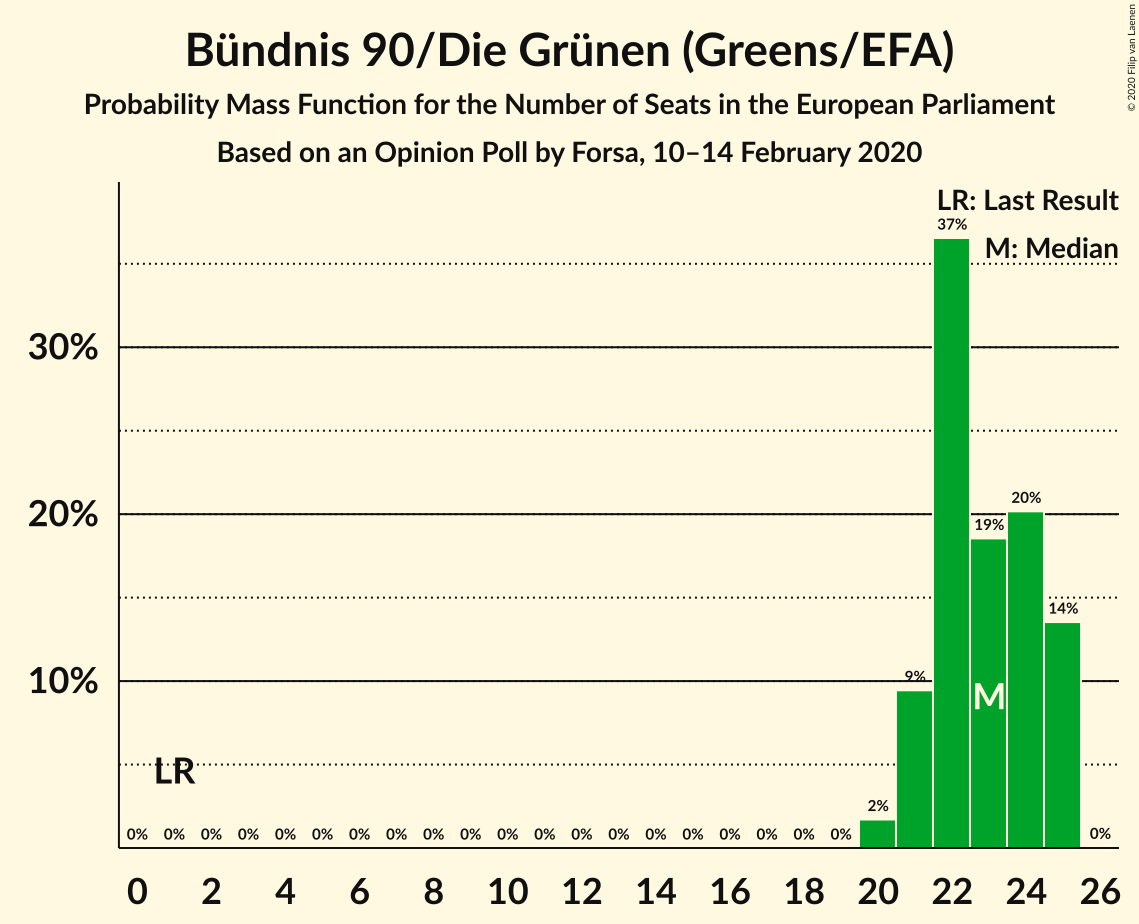 Bündnis 90/Die Grünen (Greens/EFA)
Probability Mass Function for the Number of Seats in the European Parliament
Based on an Opinion Poll by Forsa, 10–14 February 2020
© 2020 Filip van Laenen
LR: Last Result
M: Median
37%
30%
20%
20%
19%
14%
10%
9%
M
LR
2%
0% 0% 0% 0% 0% 0% 0% 0% 0% 0% 0% 0% 0% 0% 0% 0% 0% 0% 0% 0% 0%
0 2 4 6 8 10 12 14 16 18 20 22 24 26